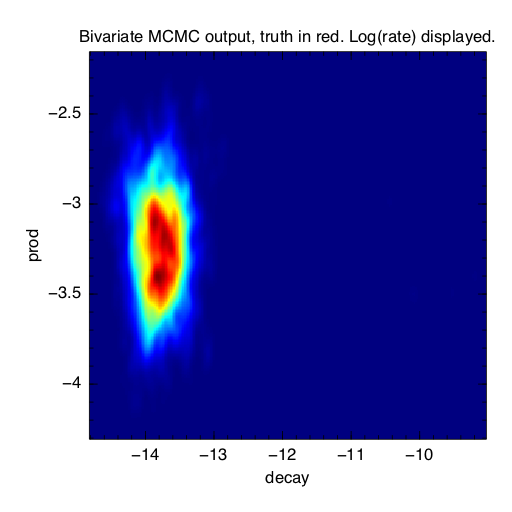 Bivariate MCMC output, truth in red. Log(rate) displayed.
−2.5
−3
−3.5
−4
prod
−14 −13 −12 −11 −10
decay